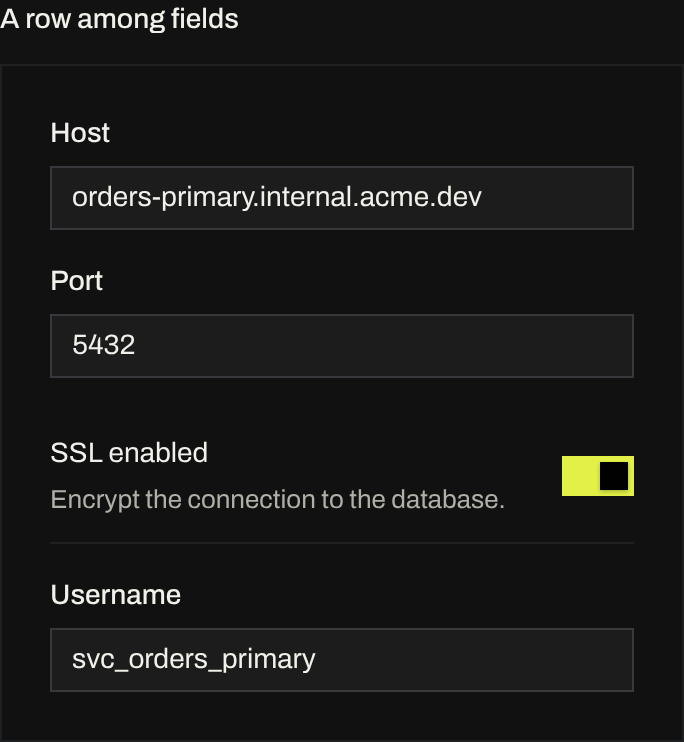 A row among fields
Host
orders-primary.internal.acme.dev
Port
5432
SSL enabled
Encrypt the connection to the database.
Username
svc_orders_primary